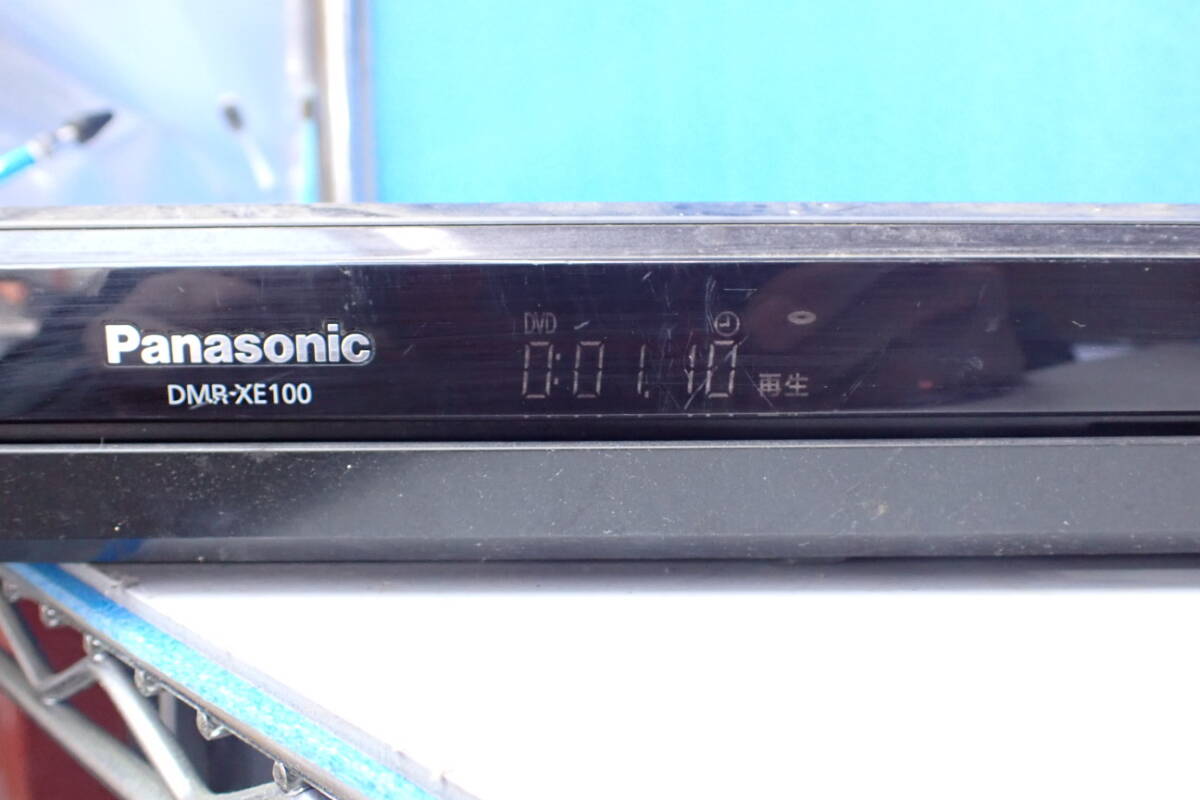 Panasonic
DMR-XE100
DVD
0:01.10 再生